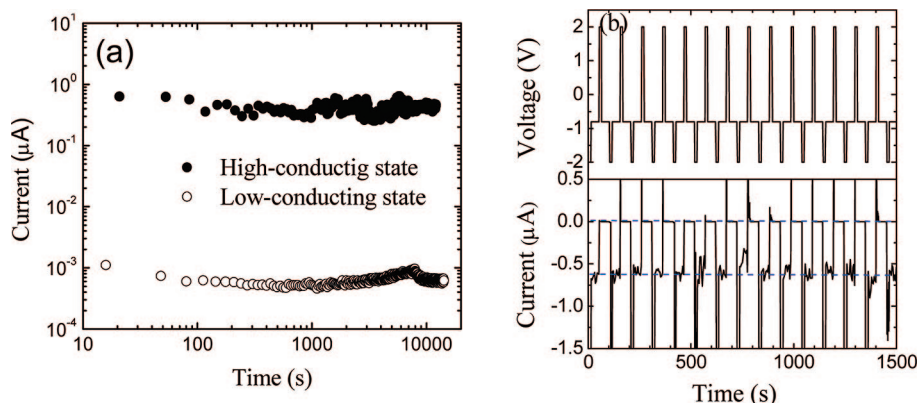 (a)
Current (μA)
10¹
10⁰
10⁻¹
10⁻²
10⁻³
10⁻⁴
High-conductig state
Low-conducting state
10 100 1000 10000
Time (s)
(b)
Voltage (V)
2
1
0
-1
-2
Current (μA)
0.5
0.0
-0.5
-1.0
-1.5
0 500 1000 1500
Time (s)